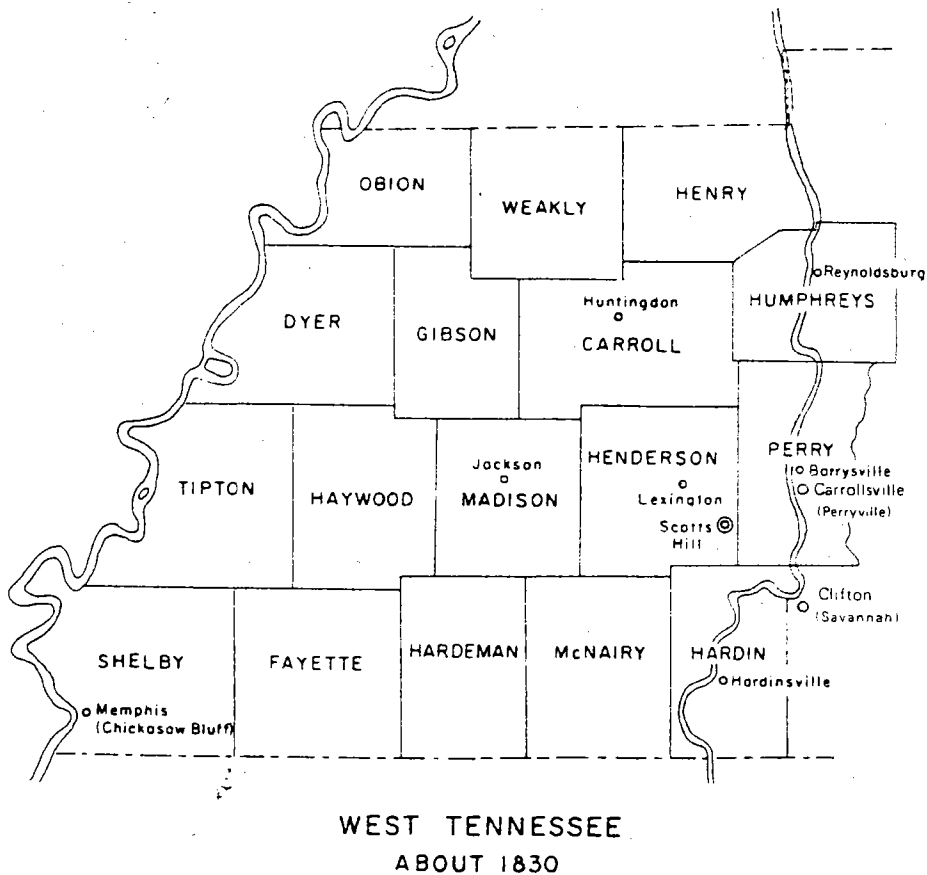 OBION
WEAKLY
HENRY
Reynoldsburg
HUMPHREYS
Huntingdon
CARROLL
DYER
GIBSON
PERRY
Barrysville
Carrollsville
(Perryville)
HENDERSON
Lexington
Scotts
Hill
Jackson
MADISON
TIPTON
HAYWOOD
Clifton
(Savannah)
SHELBY
FAYETTE
HARDEMAN
McNAIRY
HARDIN
Hardinsville
Memphis
(Chickasaw Bluff)
WEST TENNESSEE
ABOUT 1830